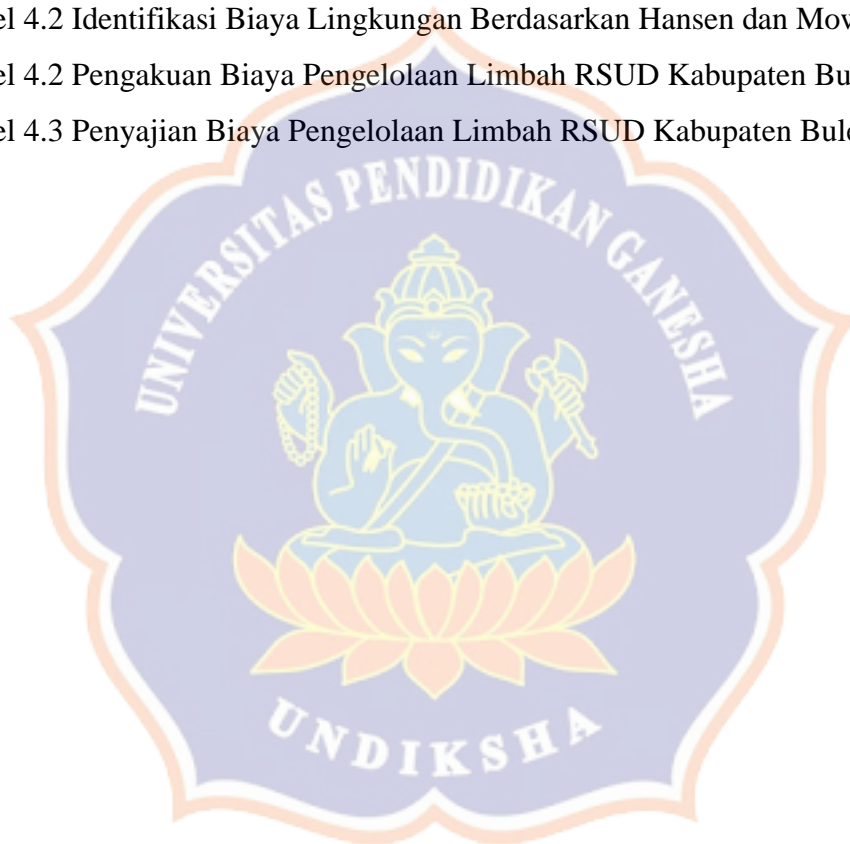 el 4.2 Identifikasi Biaya Lingkungan Berdasarkan Hansen dan Mov
el 4.2 Pengakuan Biaya Pengelolaan Limbah RSUD Kabupaten Bu
el 4.3 Penyajian Biaya Pengelolaan Limbah RSUD Kabupaten Bule
UNIVERSITAS PENDIDIKAN GANESHA
UNDIKSHA